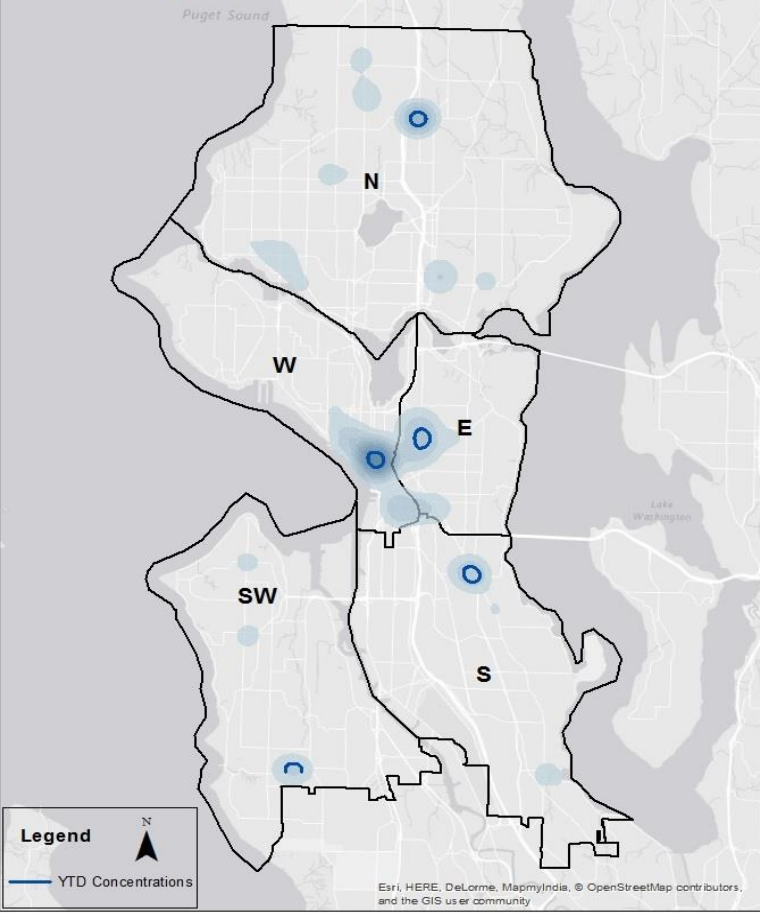 Puget Sound
N
W
E
Lake
Washington
SW
S
Legend
N
YTD Concentrations
Esri, HERE, DeLorme, MapmyIndia, © OpenStreetMap contributors,
and the GIS user community